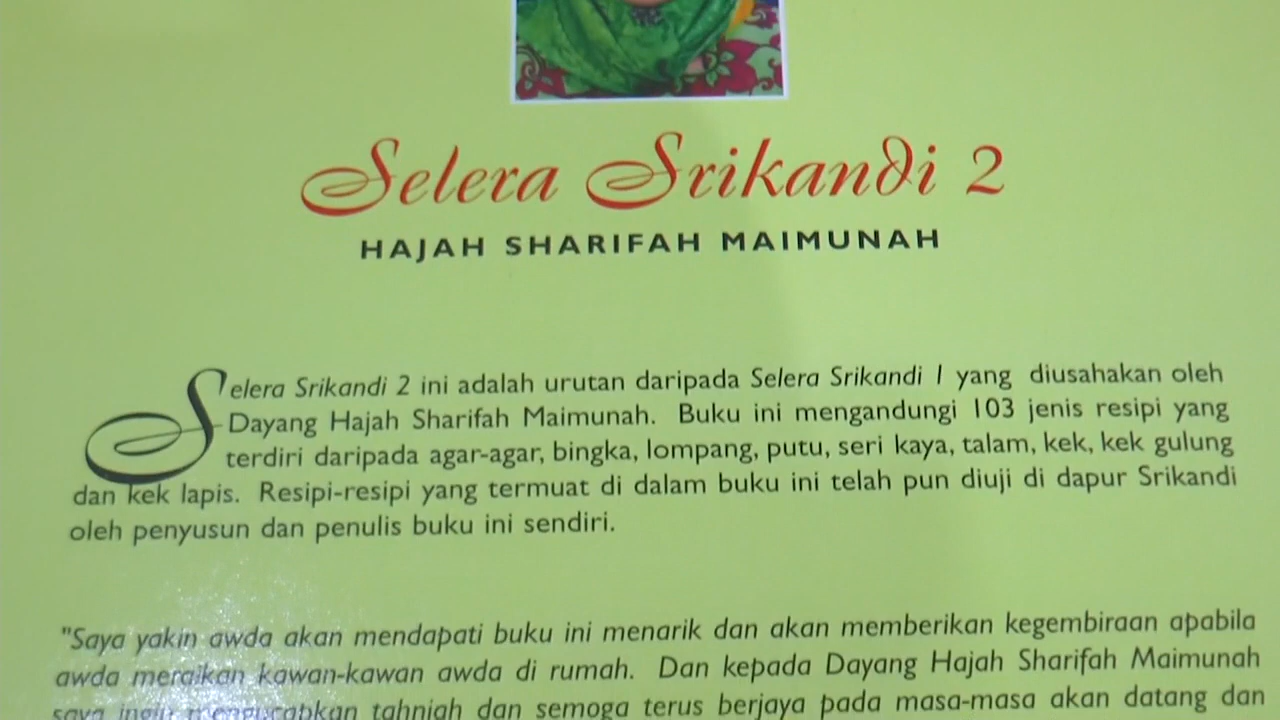 Selera Srikandi 2
HAJAH SHARIFAH MAIMUNAH
Selera Srikandi 2 ini adalah urutan daripada Selera Srikandi 1 yang diusahakan oleh
Dayang Hajah Sharifah Maimunah. Buku ini mengandungi 103 jenis resipi yang
terdiri daripada agar-agar, bingka, lompang, putu, seri kaya, talam, kek, kek gulung
dan kek lapis. Resipi-resipi yang termuat di dalam buku ini telah pun diuji di dapur Srikandi
oleh penyusun dan penulis buku ini sendiri.
"Saya yakin awda akan mendapati buku ini menarik dan akan memberikan kegembiraan apabila
awda meraikan kawan-kawan awda di rumah. Dan kepada Dayang Hajah Sharifah Maimunah
saya ingin mengucapkan tahniah dan semoga terus berjaya pada masa-masa akan datang dan